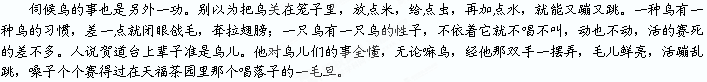 伺候鸟的事也是另外一功。别以为把鸟关在笼子里，放点米，给点虫，再加点水，就能又蹦又跳。一种鸟有一
种鸟的习惯，差一点就闭眼戗毛，耷拉翅膀；一只鸟有一只鸟的性子，不依着它就不唱不叫，动也不动，活的赛死
的差不多。人说贺道台上辈子准是鸟儿。他对鸟儿们的事全懂，无论嘛鸟，经他那双手一摆弄，毛儿鲜亮，活蹦乱
跳，嗓子个个赛得过在天福茶园里那个唱落子的一毛旦。